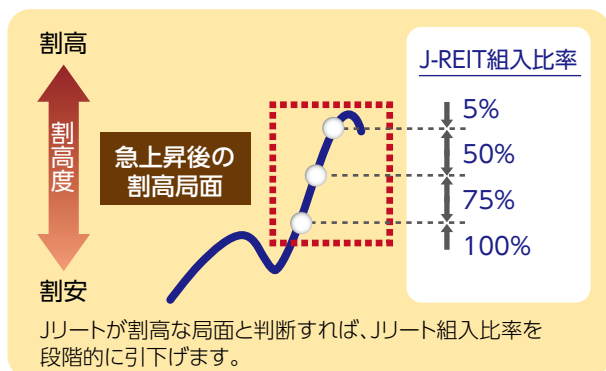 割高
割高度
割安
急上昇後の
割高局面
J-REIT組入比率
5%
50%
75%
100%
Jリートが割高な局面と判断すれば、Jリート組入比率を
段階的に引下げます。